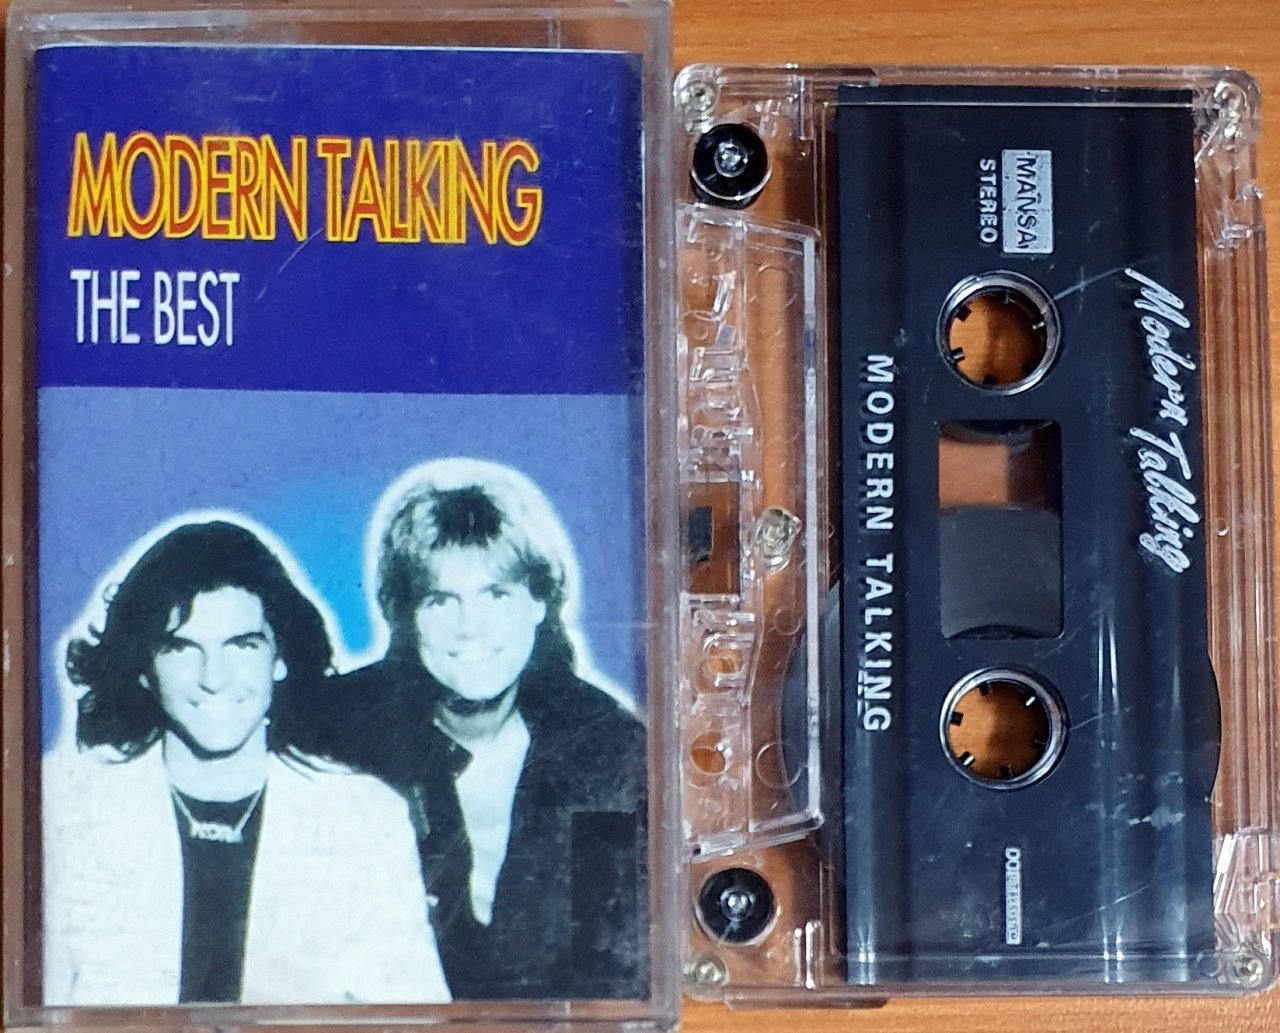 MODERN TALKING
THE BEST
MANSA
STEREO
Modern Talking
MODERN TALKING